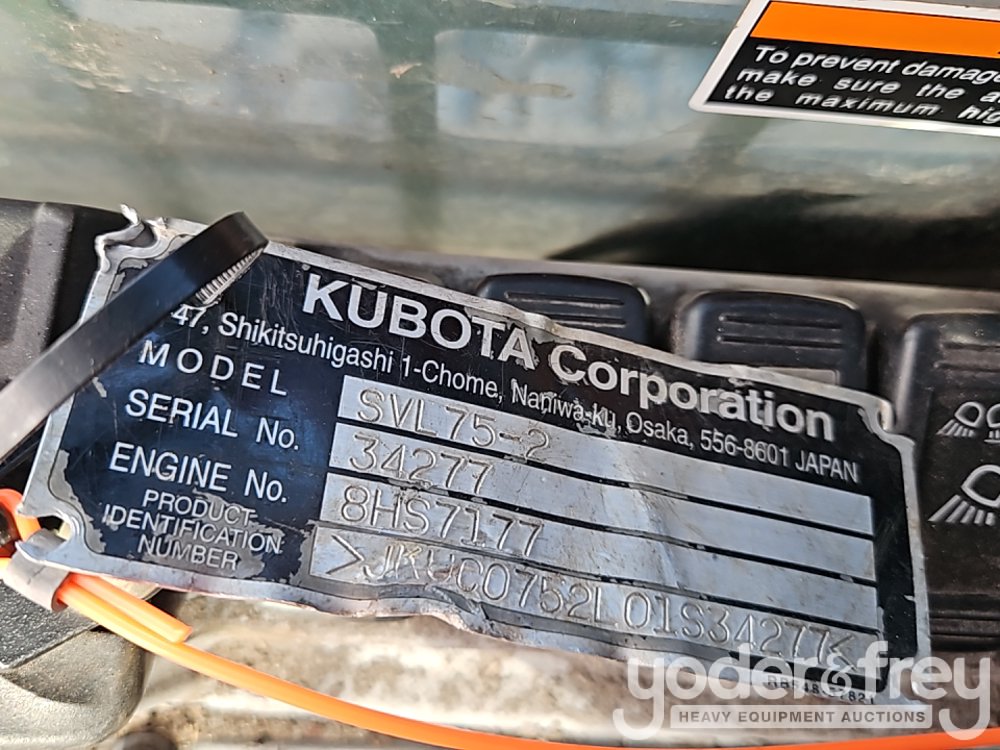 To prevent damage
make sure the
the maximum
KUBOTA Corporation
47, Shikitsuhigashi 1-Chome, Naniwa-ku, Osaka, 556-8601 JAPAN
MODEL SVL75-2
SERIAL No. 34277
ENGINE No. 8HS7177
PRODUCT
IDENTIFICATION
NUMBER
>JKUC0752L01S34277<
yoder&frey
HEAVY EQUIPMENT AUCTIONS